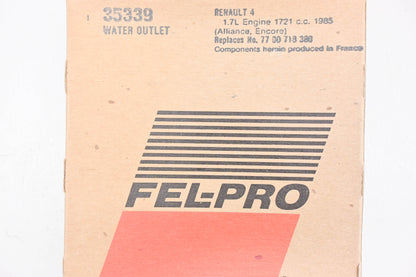 35339
WATER OUTLET
RENAULT 4
1.7L Engine 1721 c.c. 1985
(Alliance, Encore)
Replaces No. 77 00 718 380
Components herein produced in France
FEL-PRO